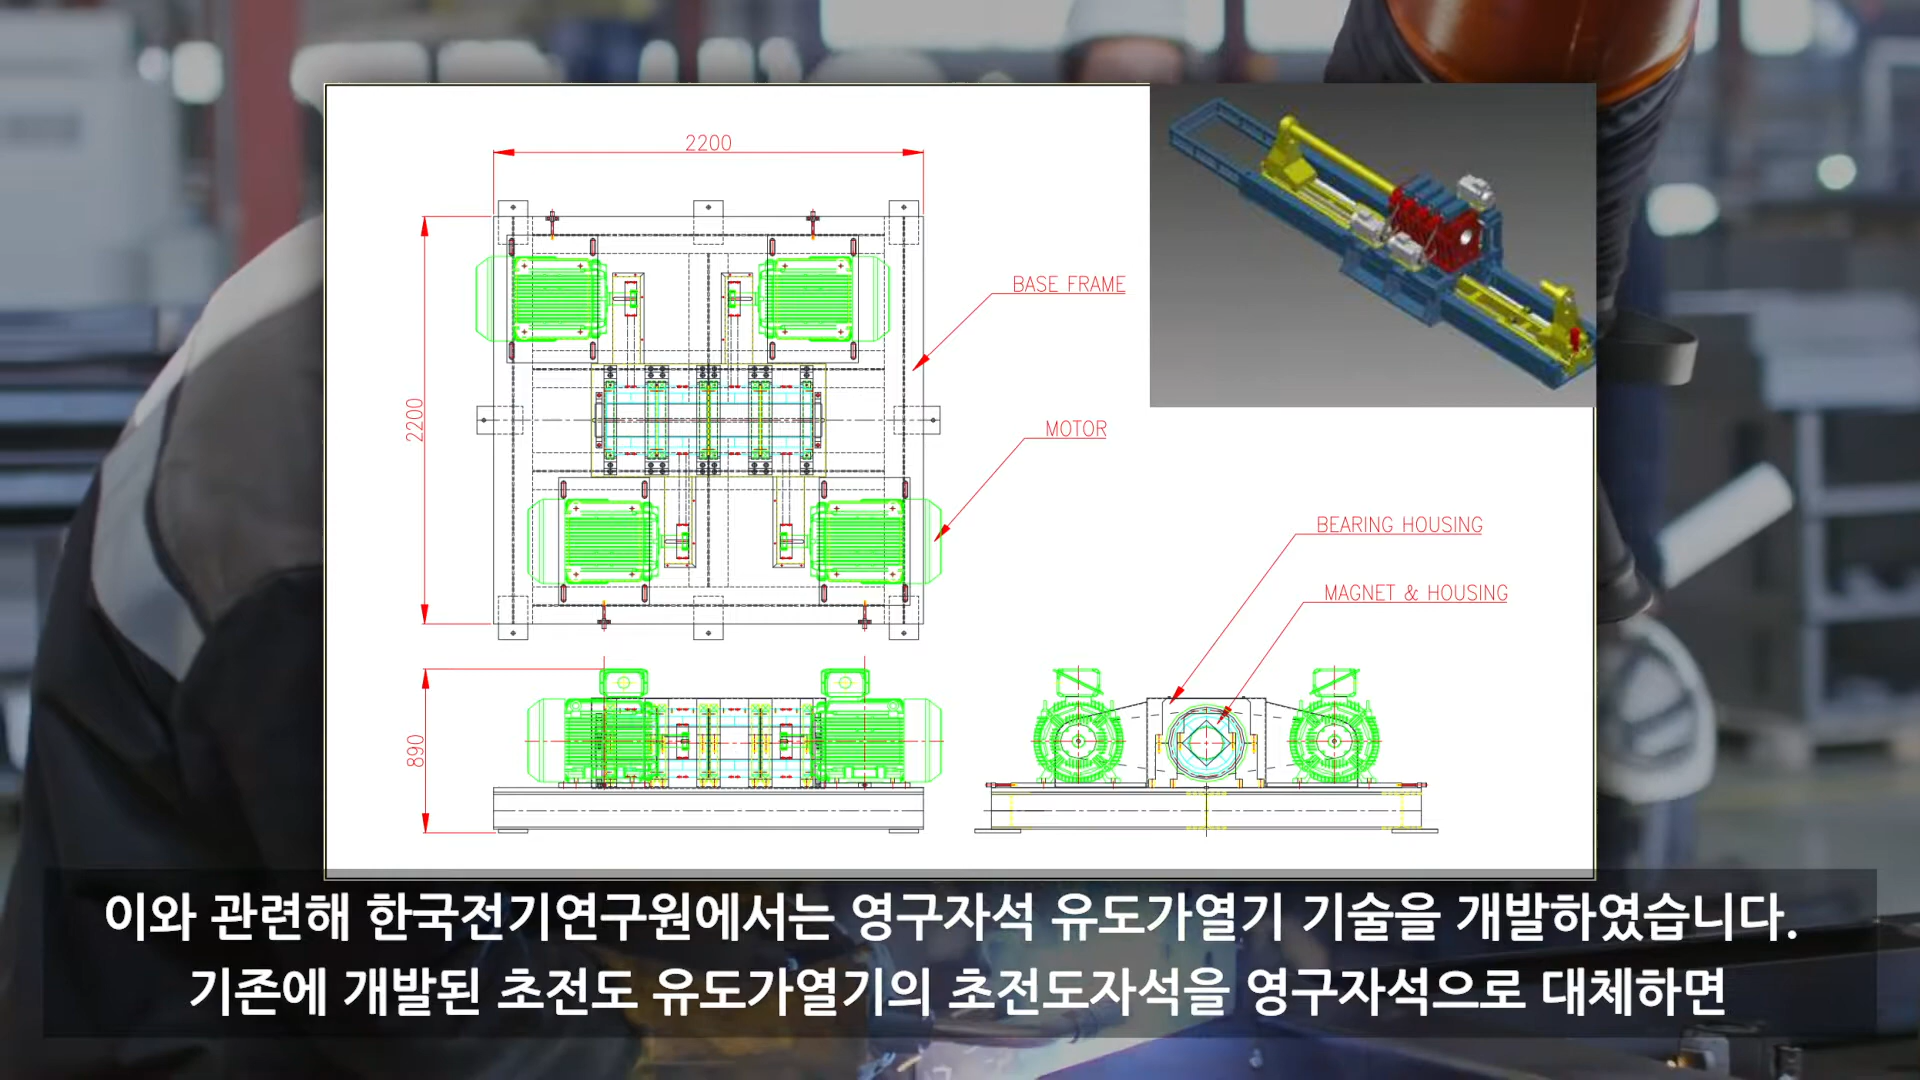 2200
BASE FRAME
2200
MOTOR
BEARING HOUSING
MAGNET & HOUSING
890
이와 관련해 한국전기연구원에서는 영구자석 유도가열기 기술을 개발하였습니다.
기존에 개발된 초전도 유도가열기의 초전도자석을 영구자석으로 대체하면